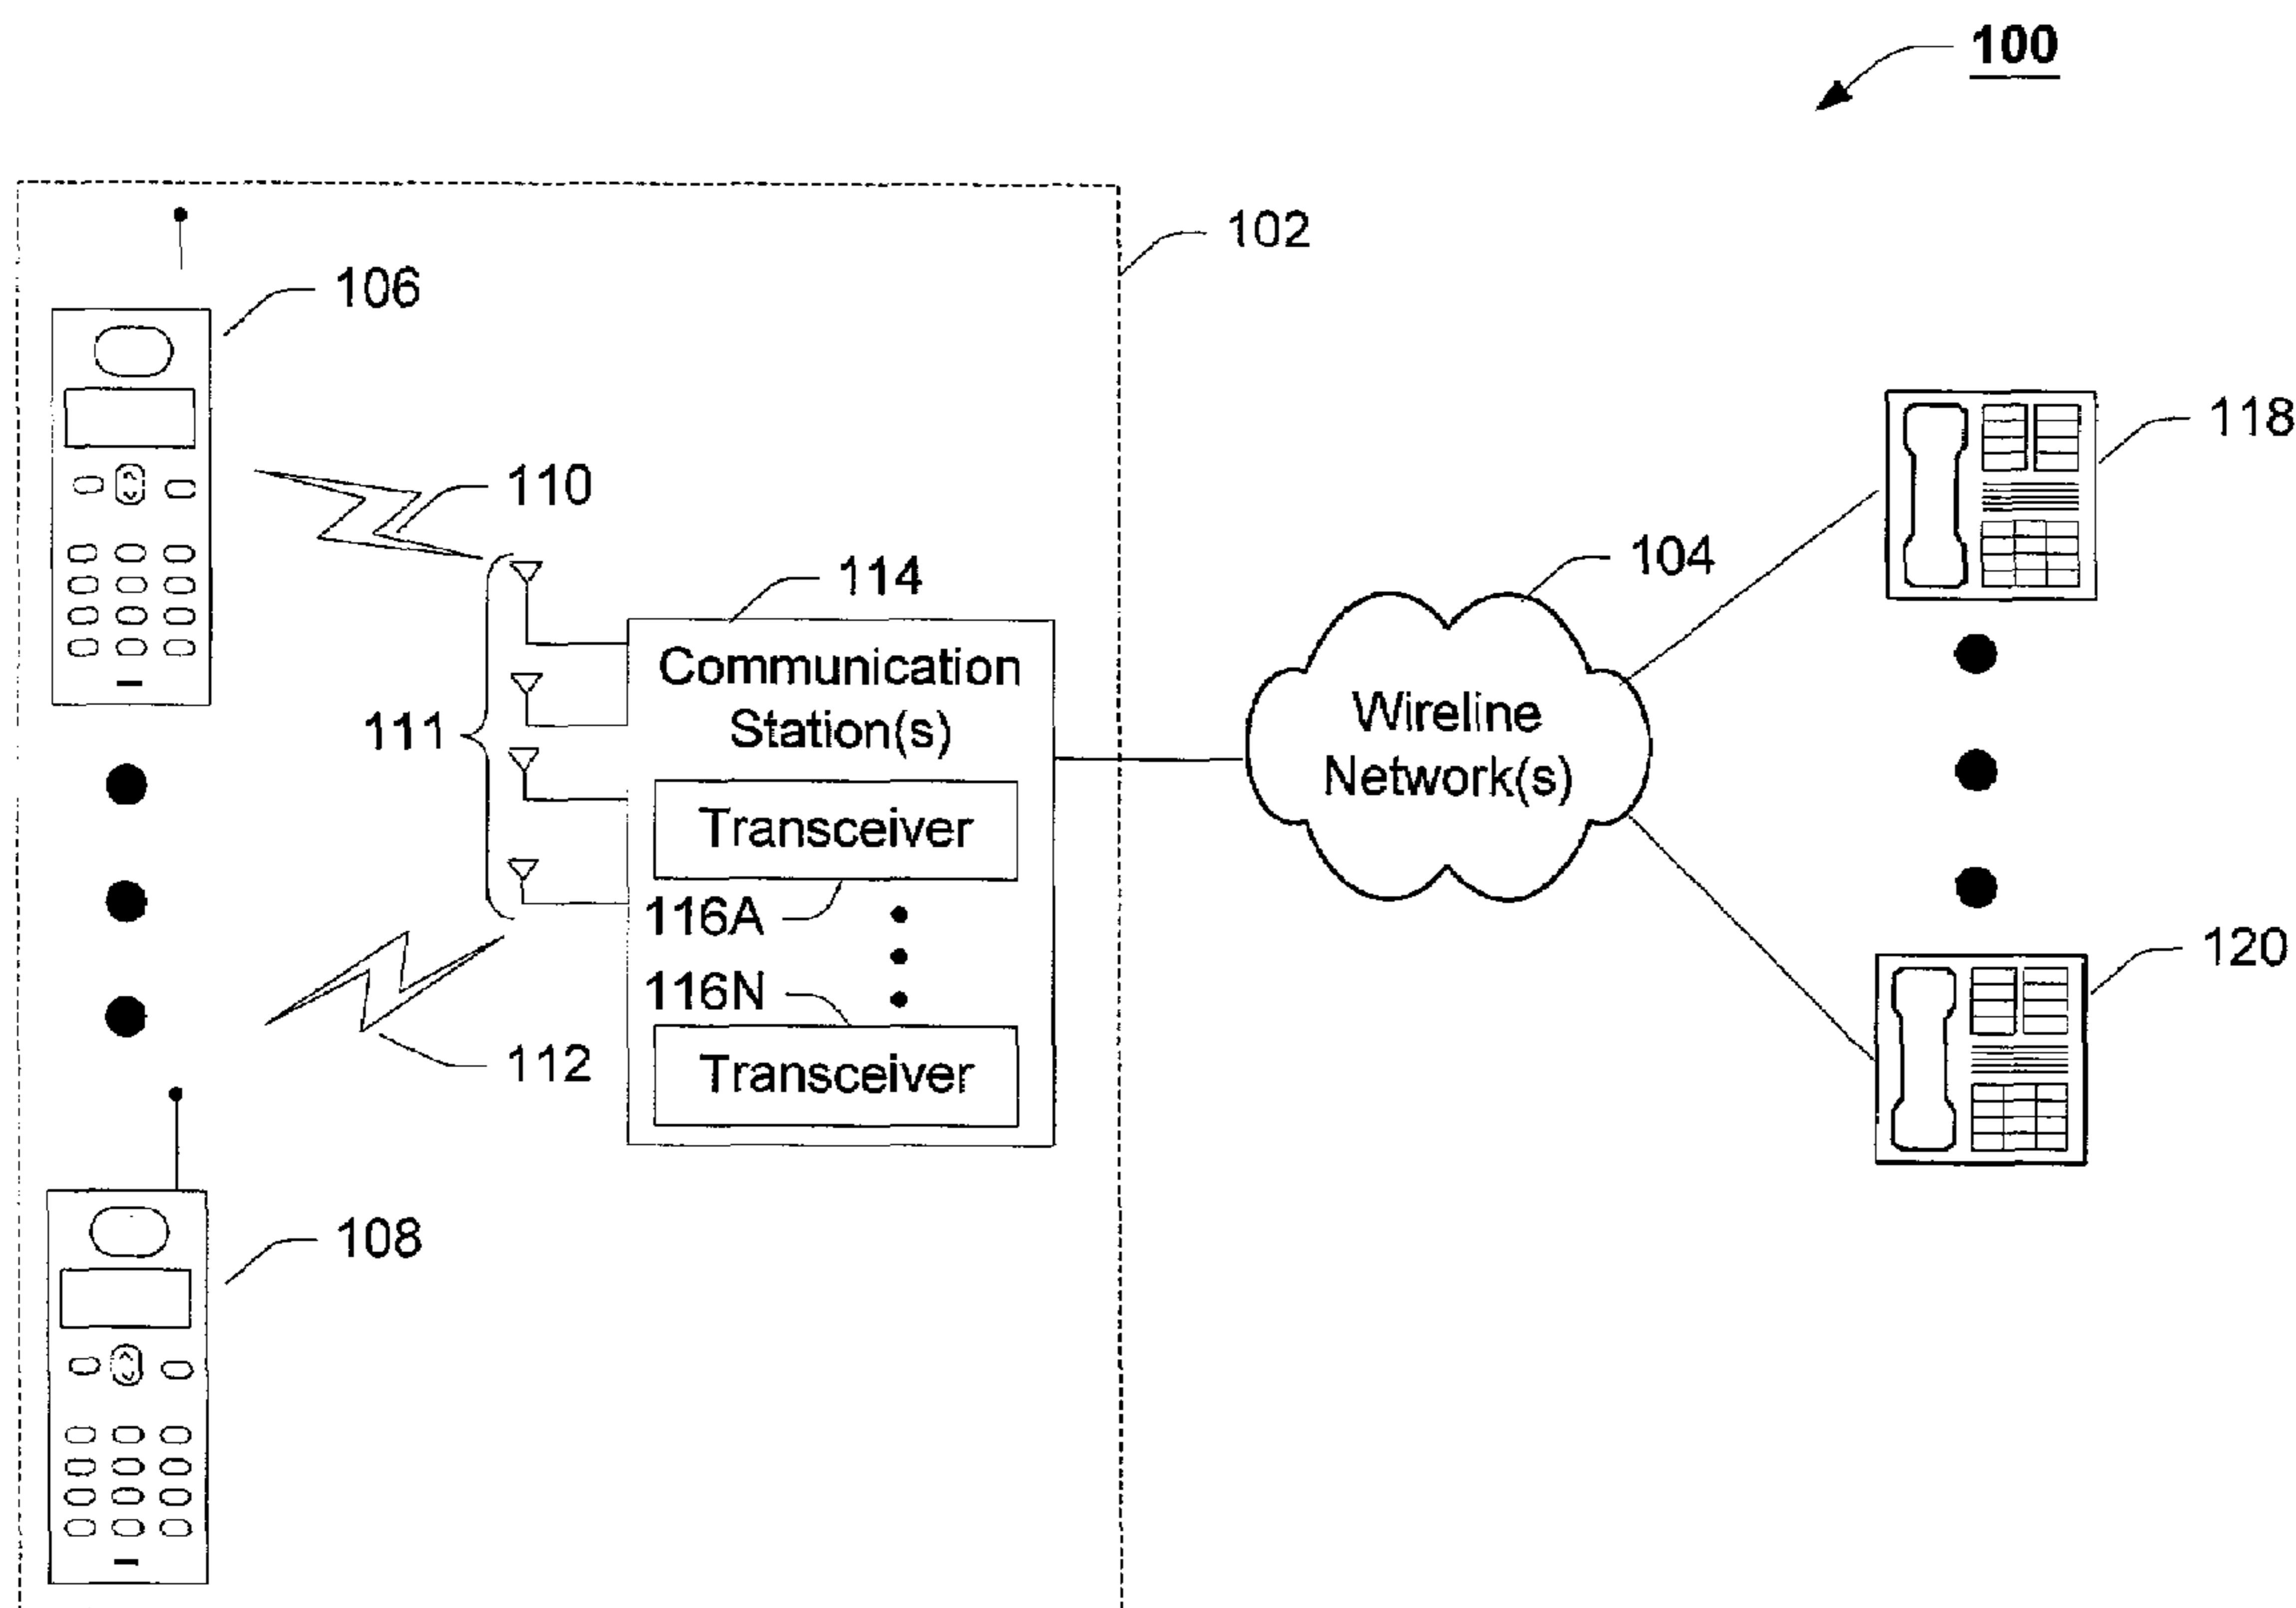 100
102
106
110
118
104
114
Communication
Station(s)
Wireline
Network(s)
111
Transceiver
116A
116N
120
112
Transceiver
108